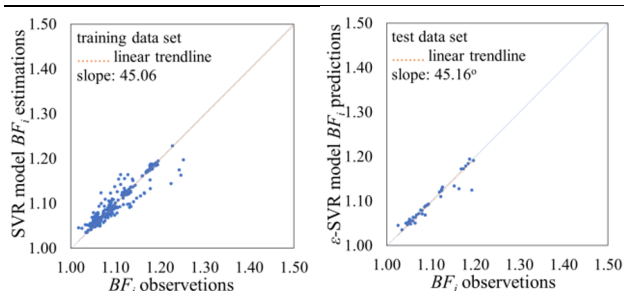 SVR model BFi estimations
1.50
1.40
1.30
1.20
1.10
1.00
training data set
........ linear trendline
slope: 45.06
1.00 1.10 1.20 1.30 1.40 1.50
BFi observetions
ε-SVR model BFi predictions
1.50
1.40
1.30
1.20
1.10
1.00
test data set
........ linear trendline
slope: 45.16º
1.00 1.10 1.20 1.30 1.40 1.50
BFi observetions